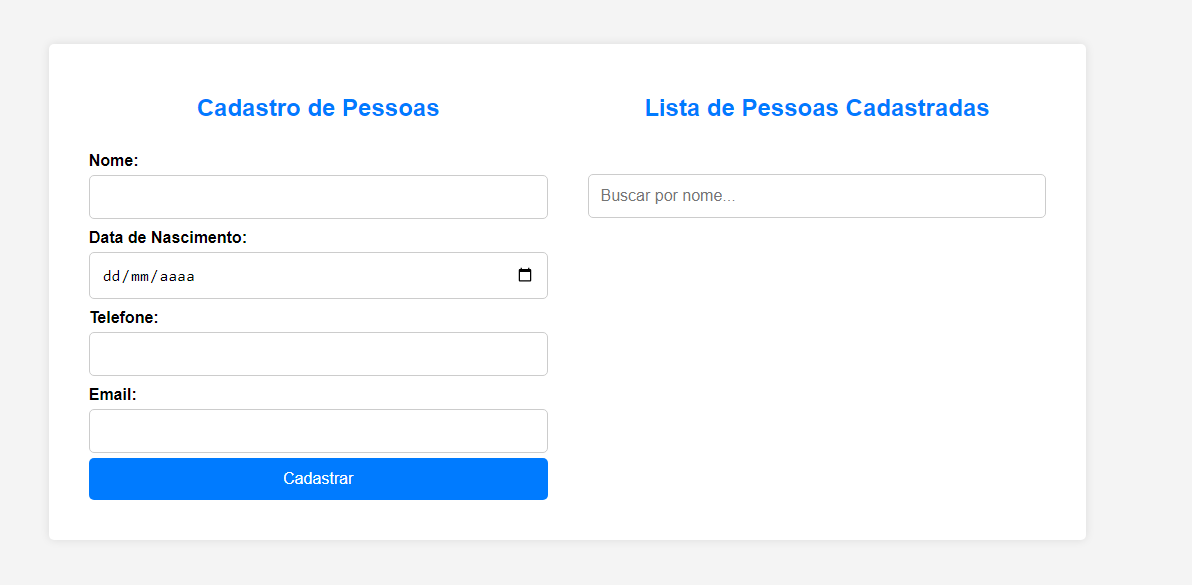 Cadastro de Pessoas
Nome:
Data de Nascimento:
dd/mm/aaaa
Telefone:
Email:
Cadastrar
Lista de Pessoas Cadastradas
Buscar por nome...